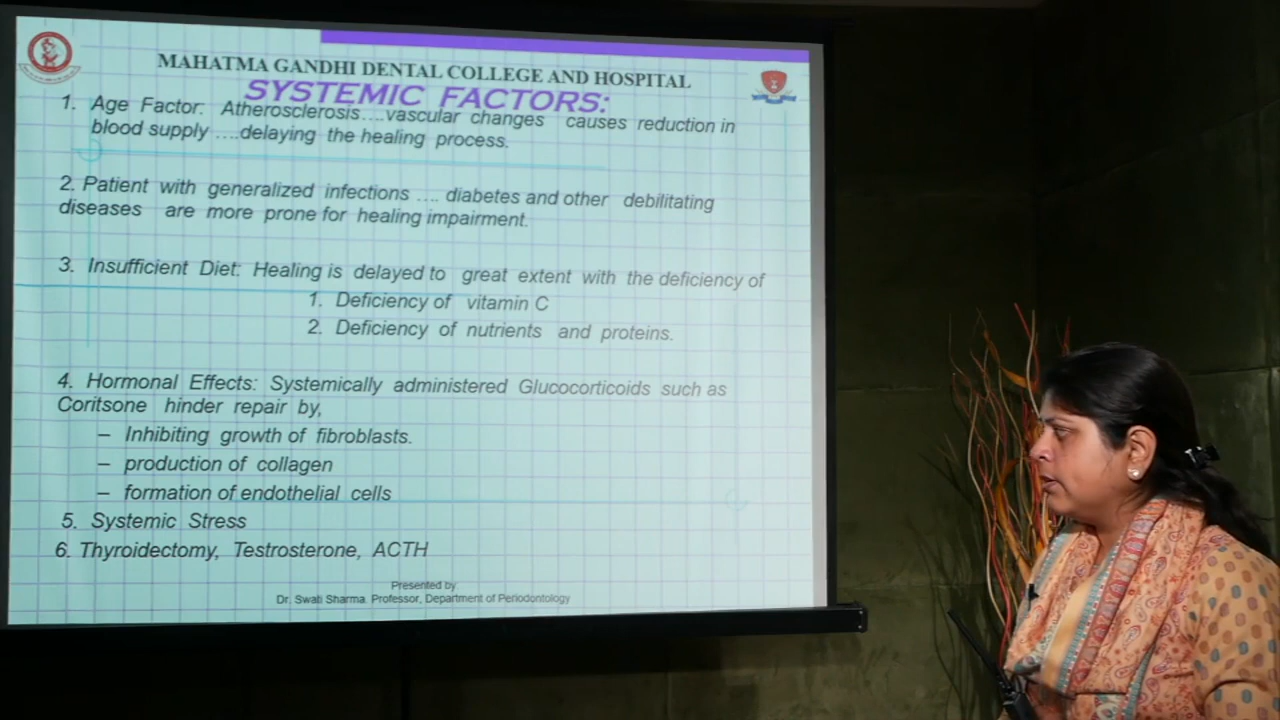 MAHATMA GANDHI DENTAL COLLEGE AND HOSPITAL
SYSTEMIC FACTORS:
1. Age Factor: Atherosclerosis....vascular changes causes reduction in
blood supply ....delaying the healing process.
2. Patient with generalized infections .... diabetes and other debilitating
diseases are more prone for healing impairment.
3. Insufficient Diet: Healing is delayed to great extent with the deficiency of
1. Deficiency of vitamin C
2. Deficiency of nutrients and proteins.
4. Hormonal Effects: Systemically administered Glucocorticoids such as
Coritsone hinder repair by,
– Inhibiting growth of fibroblasts.
– production of collagen
– formation of endothelial cells
5. Systemic Stress
6. Thyroidectomy, Testrosterone, ACTH
Presented by
Dr. Swati Sharma. Professor, Department of Periodontology